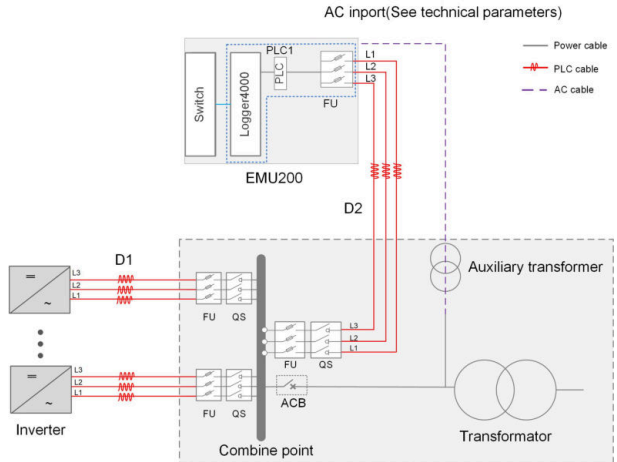 AC inport(See technical parameters)
Power cable
PLC cable
AC cable
PLC1
L1
L2
L3
Switch
Logger4000
PLC
FU
EMU200
D2
D1
Auxiliary transformer
L3
L2
L1
FU
QS
L3
L2
L1
FU
QS
L3
L2
L1
FU
QS
ACB
Inverter
Combine point
Transformator